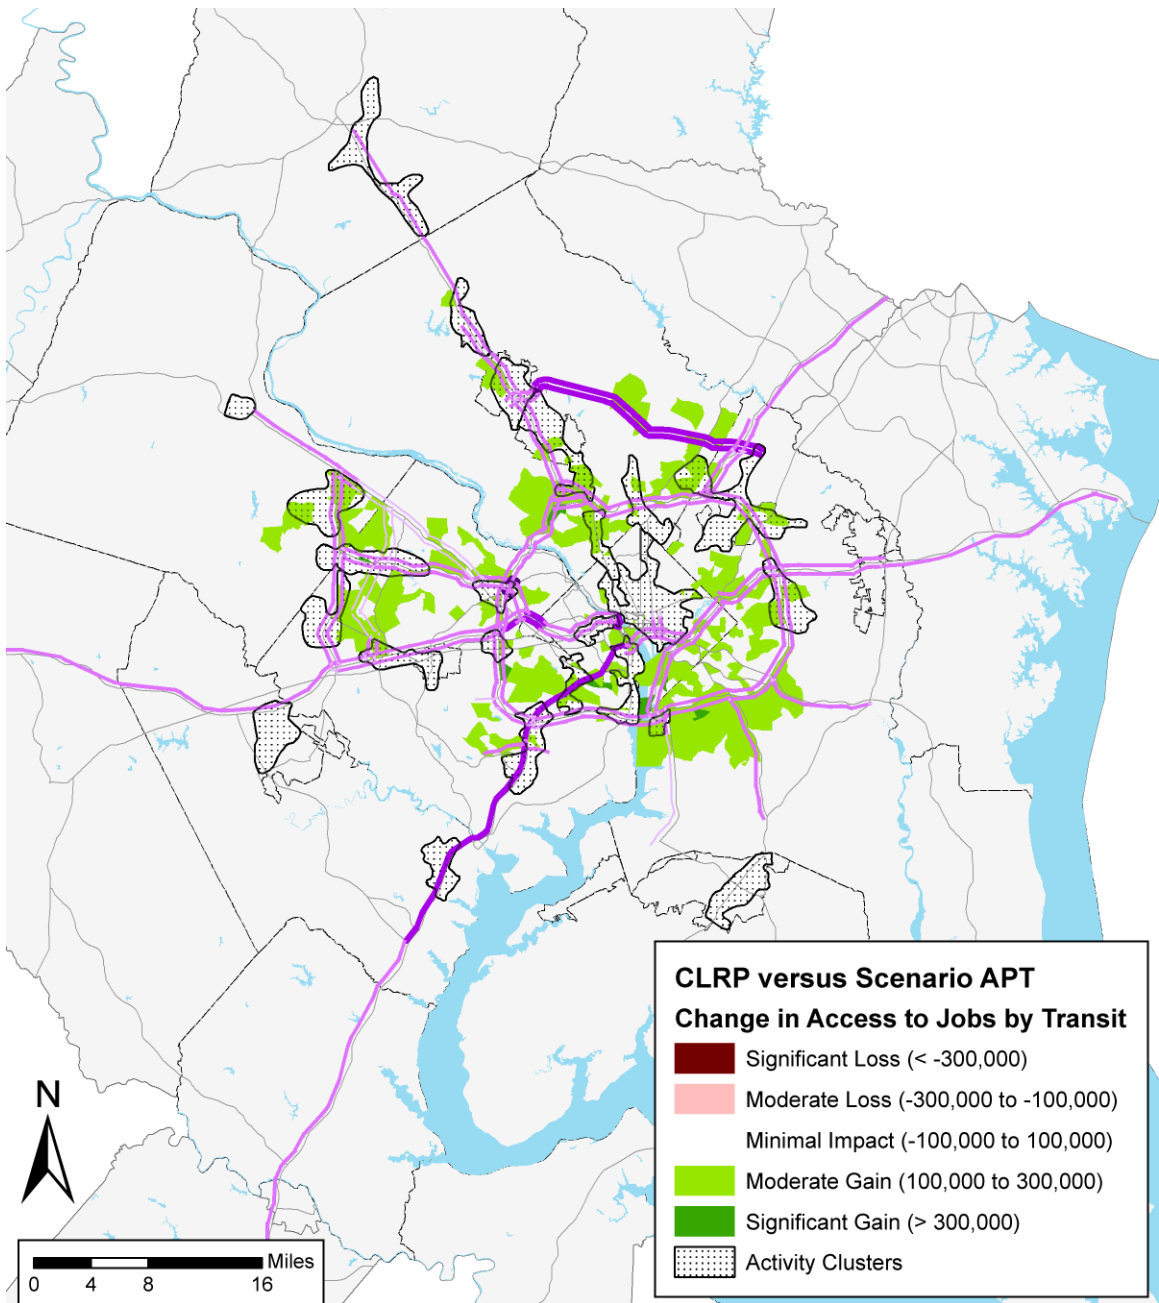 CLRP versus Scenario APT
Change in Access to Jobs by Transit
Significant Loss (< -300,000)
Moderate Loss (-300,000 to -100,000)
Minimal Impact (-100,000 to 100,000)
Moderate Gain (100,000 to 300,000)
Significant Gain (> 300,000)
Activity Clusters
N
Miles
0 4 8 16